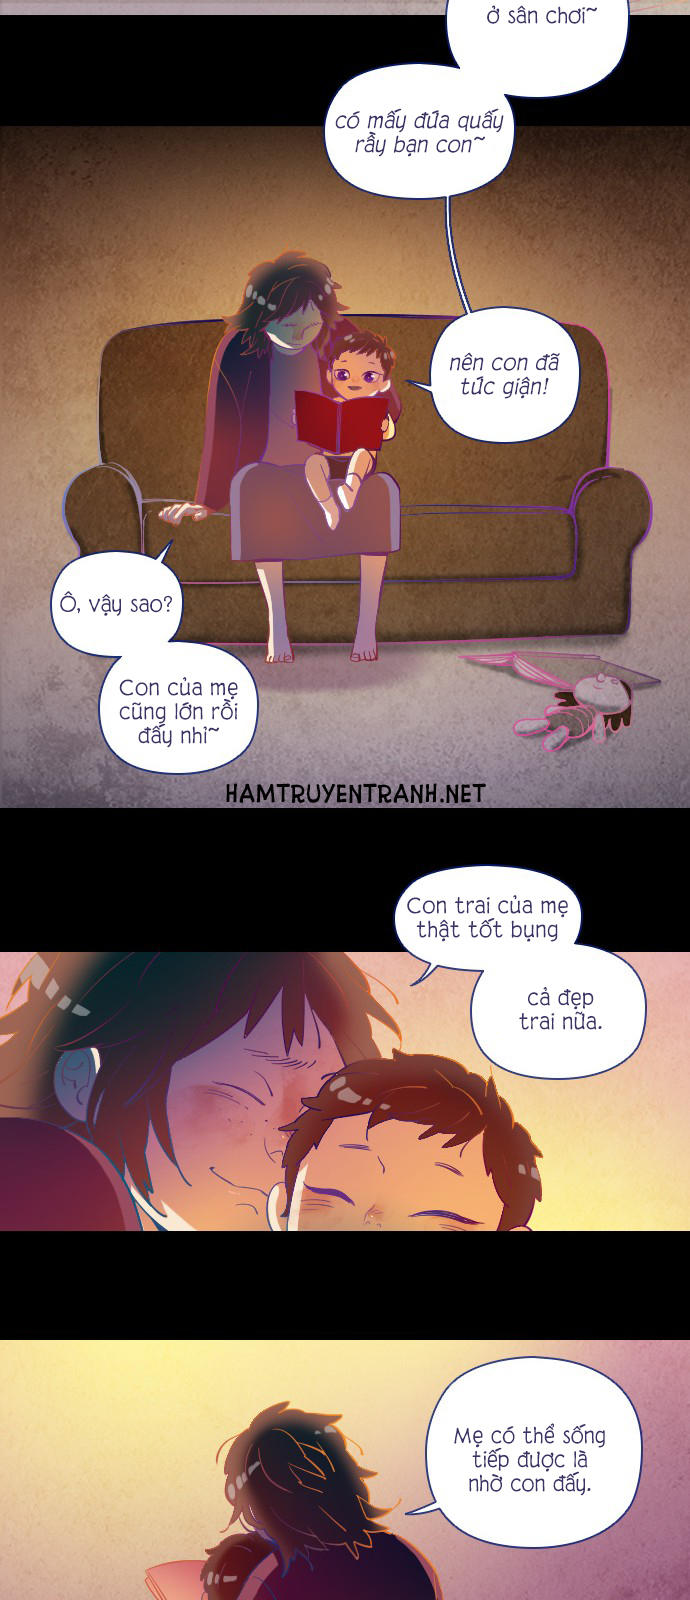 ở sân chơi~
có mấy đứa quấy
rầy bạn con~
nên con đã
tức giận!
Ô, vậy sao?
Con của mẹ
cũng lớn rồi
đấy nhỉ~
HAMTRUYENTRANH.NET
Con trai của mẹ
thật tốt bụng
cả đẹp
trai nữa.
Mẹ có thể sống
tiếp được là
nhờ con đấy.